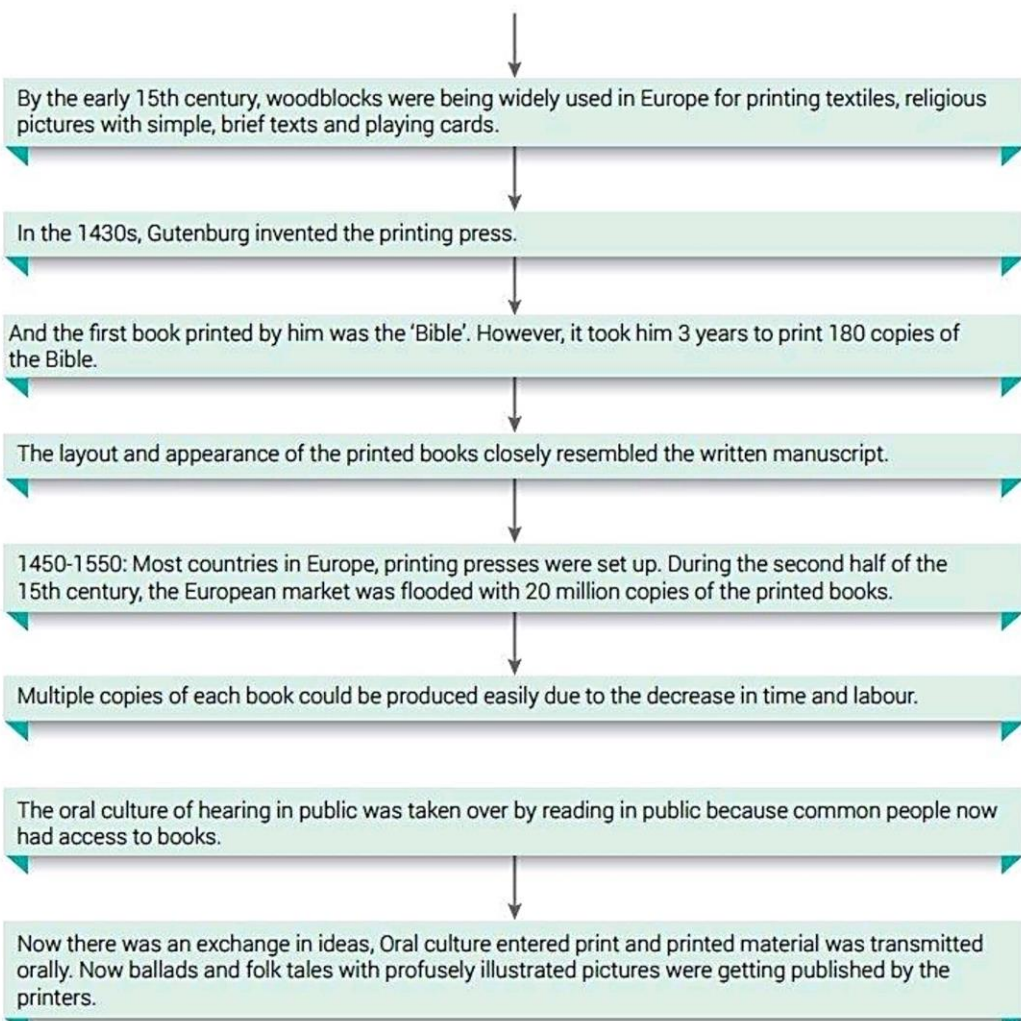 By the early 15th century, woodblocks were being widely used in Europe for printing textiles, religious
pictures with simple, brief texts and playing cards.
In the 1430s, Gutenburg invented the printing press.
And the first book printed by him was the ‘Bible’. However, it took him 3 years to print 180 copies of
the Bible.
The layout and appearance of the printed books closely resembled the written manuscript.
1450-1550: Most countries in Europe, printing presses were set up. During the second half of the
15th century, the European market was flooded with 20 million copies of the printed books.
Multiple copies of each book could be produced easily due to the decrease in time and labour.
The oral culture of hearing in public was taken over by reading in public because common people now
had access to books.
Now there was an exchange in ideas, Oral culture entered print and printed material was transmitted
orally. Now ballads and folk tales with profusely illustrated pictures were getting published by the
printers.